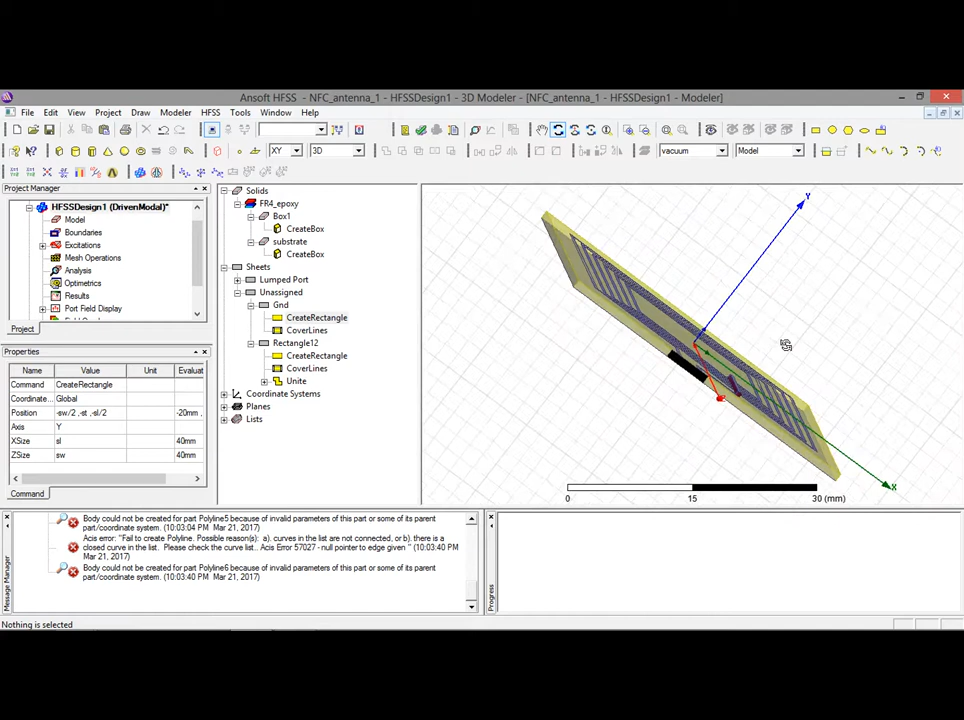 Ansoft HFSS - NFC_antenna_1 - HFSSDesign1 - 3D Modeler - [NFC_antenna_1 - HFSSDesign1 - Modeler]
File Edit View Project Draw Modeler HFSS Tools Window Help
XY 3D vacuum Model
Project Manager
HFSSDesign1 (DrivenModal)*
Model
Boundaries
Excitations
Mesh Operations
Analysis
Optimetrics
Results
Port Field Display
Project
Properties
Name Value Unit Evaluat
Command CreateRectangle
Coordinate... Global
Position -sw/2 ,-st ,-sl/2 -20mm ,
Axis Y
XSize sl 40mm
ZSize sw 40mm
Command
Solids
FR4_epoxy
Box1
CreateBox
substrate
CreateBox
Sheets
Lumped Port
Unassigned
Gnd
CreateRectangle
CoverLines
Rectangle12
CreateRectangle
CoverLines
Unite
Coordinate Systems
Planes
Lists
Y
X
0 15 30 (mm)
Body could not be created for part Polyline5 because of invalid parameters of this part or some of its parent
part/coordinate system. (10:03:04 PM Mar 21, 2017)
Acis error: "Fail to create Polyline. Possible reason(s): a). curves in the list are not connected, or b). there is a
closed curve in the list. Please check the curve list.. Acis Error 57027 - null pointer to edge given " (10:03:40 PM
Mar 21, 2017)
Body could not be created for part Polyline6 because of invalid parameters of this part or some of its parent
part/coordinate system. (10:03:40 PM Mar 21, 2017)
Message Manager
Progress
Nothing is selected